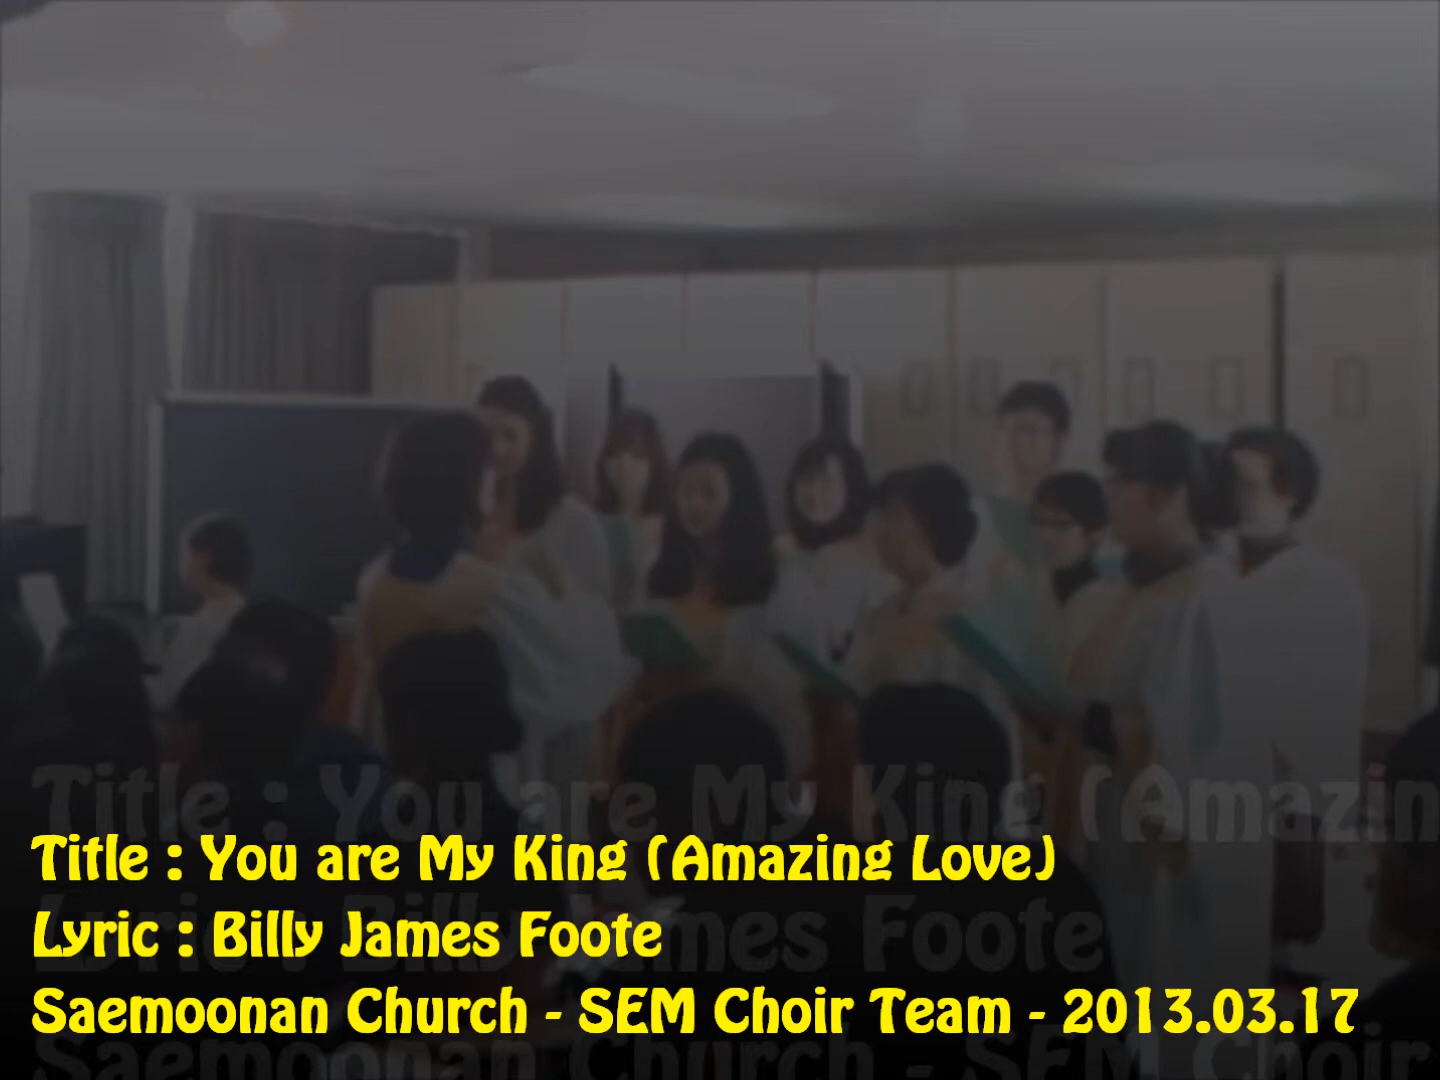 Title : You are My King (Amazing Love)
Lyric : Billy James Foote
Saemoonan Church - SEM Choir Team - 2013.03.17